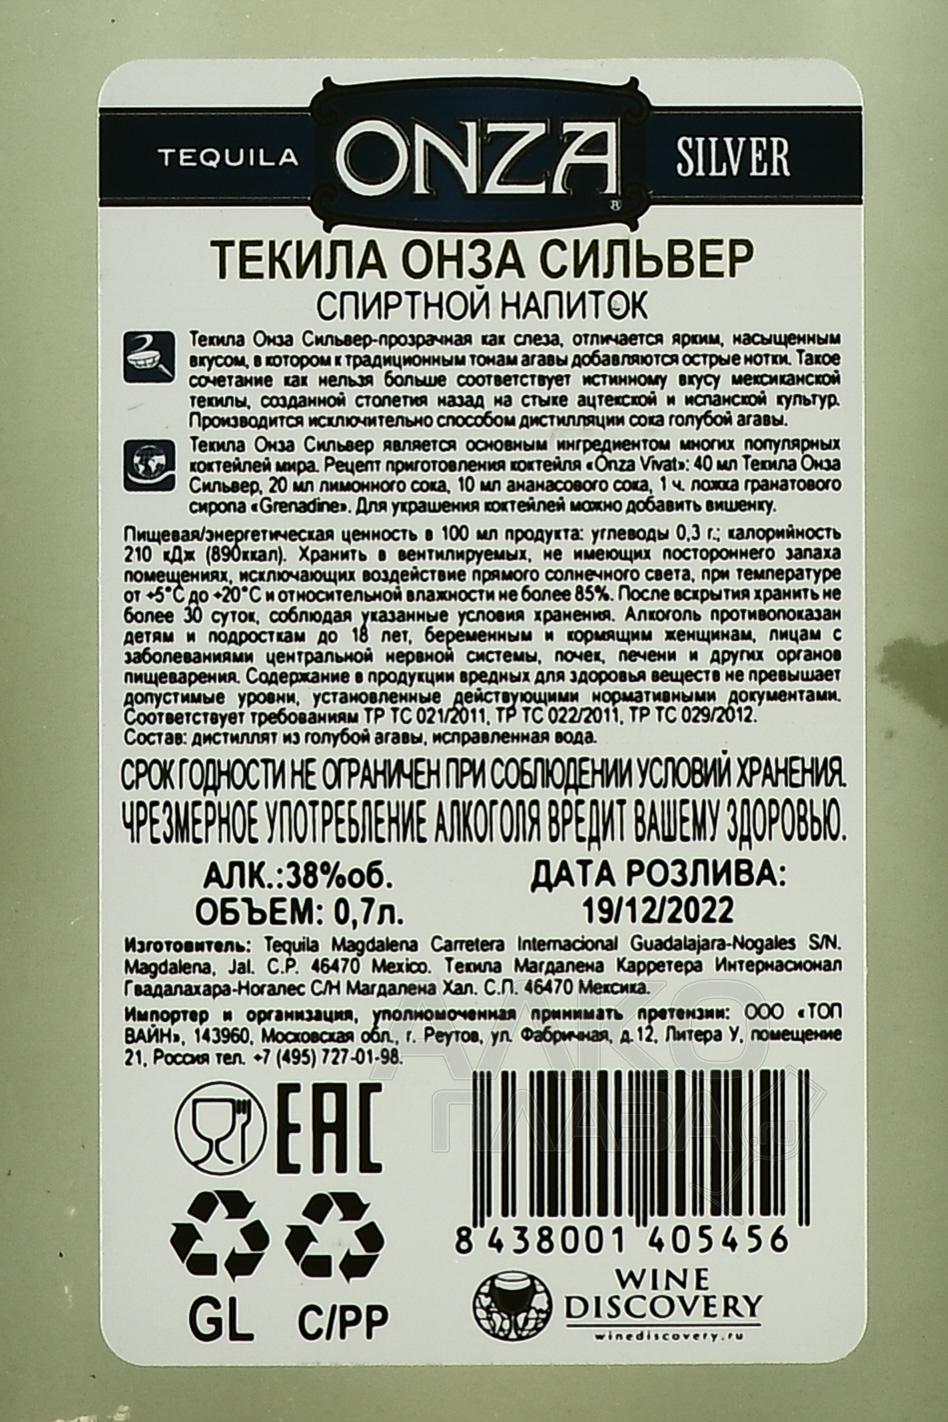 TEQUILA ONZA® SILVER
ТЕКИЛА ОНЗА СИЛЬВЕР
СПИРТНОЙ НАПИТОК
Текила Онза Сильвер-прозрачная как слеза, отличается ярким, насыщенным
вкусом, в котором к традиционным тонам агавы добавляются острые нотки. Такое
сочетание как нельзя больше соответствует истинному вкусу мексиканской
текилы, созданной столетия назад на стыке ацтекской и испанской культур.
Производится исключительно способом дистилляции сока голубой агавы.
Текила Онза Сильвер является основным ингредиентом многих популярных
коктейлей мира. Рецепт приготовления коктейля «Onza Vivat»: 40 мл Текила Онза
Сильвер, 20 мл лимонного сока, 10 мл ананасового сока, 1 ч. ложка гранатового
сиропа «Grenadine». Для украшения коктейлей можно добавить вишенку.
Пищевая/энергетическая ценность в 100 мл продукта: углеводы 0,3 г.; калорийность
210 кДж (890ккал). Хранить в вентилируемых, не имеющих постороннего запаха
помещениях, исключающих воздействие прямого солнечного света, при температуре
от +5°C до +20°C и относительной влажности не более 85%. После вскрытия хранить не
более 30 суток, соблюдая указанные условия хранения. Алкоголь противопоказан
детям и подросткам до 18 лет, беременным и кормящим женщинам, лицам с
заболеваниями центральной нервной системы, почек, печени и других органов
пищеварения. Содержание в продукции вредных для здоровья веществ не превышает
допустимые уровни, установленные действующими нормативными документами.
Соответствует требованиям ТР ТС 021/2011, ТР ТС 022/2011, ТР ТС 029/2012.
Состав: дистиллят из голубой агавы, исправленная вода.
СРОК ГОДНОСТИ НЕ ОГРАНИЧЕН ПРИ СОБЛЮДЕНИИ УСЛОВИЙ ХРАНЕНИЯ.
ЧРЕЗМЕРНОЕ УПОТРЕБЛЕНИЕ АЛКОГОЛЯ ВРЕДИТ ВАШЕМУ ЗДОРОВЬЮ.
АЛК.:38%об.
ОБЪЕМ: 0,7л.
ДАТА РОЗЛИВА:
19/12/2022
Изготовитель: Tequila Magdalena Carretera Internacional Guadalajara-Nogales S/N.
Magdalena, Jal. C.P. 46470 Mexico. Текила Магдалена Карретера Интернасионал
Гвадалахара-Ногалес С/Н Магдалена Хал. С.П. 46470 Мексика.
Импортер и организация, уполномоченная принимать претензии: ООО «ТОП
ВАЙН», 143960, Московская обл., г. Реутов, ул. Фабричная, д.12, Литера У, помещение
21, Россия тел. +7 (495) 727-01-98.
АЛКО
ГЛАВА
EAC
GL
C/PP
8 438001 405456
WINE
DISCOVERY
winediscovery.ru